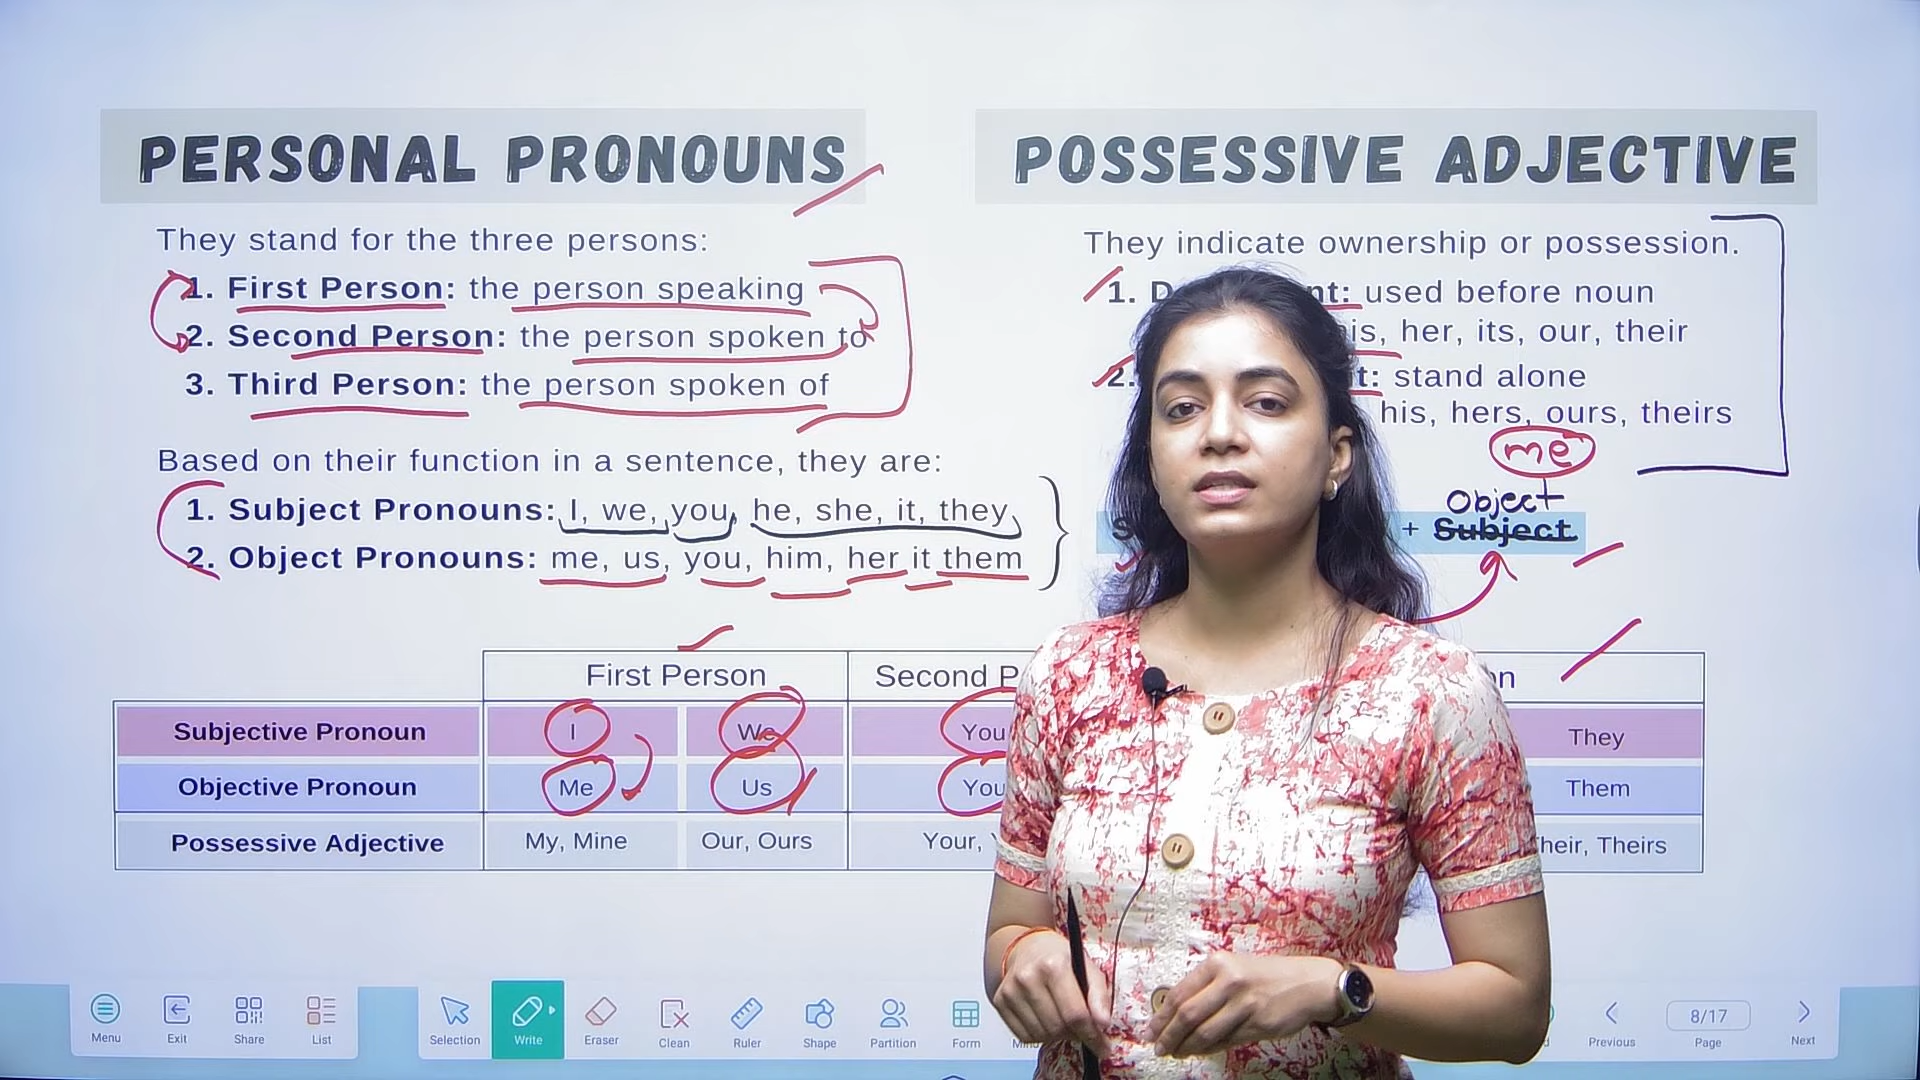 PERSONAL PRONOUNS
They stand for the three persons:
1. First Person: the person speaking
2. Second Person: the person spoken to
3. Third Person: the person spoken of
Based on their function in a sentence, they are:
1. Subject Pronouns: I, we, you, he, she, it, they
2. Object Pronouns: me, us, you, him, her it them
POSSESSIVE ADJECTIVE
They indicate ownership or possession.
1. used before noun
her, its, our, their
2. stand alone
his, hers, ours, theirs
me
Object
+ Subject
First Person Second
Subjective Pronoun I We You They
Objective Pronoun Me Us You Them
Possessive Adjective My, Mine Our, Ours Your, Theirs
Menu Exit Share List Selection Write Eraser Clean Ruler Shape Partition Form Previous 8/17 Page Next